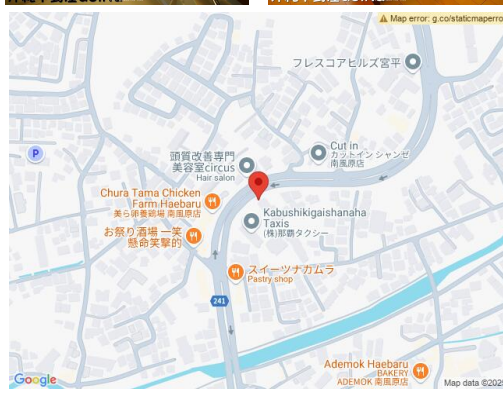 Map error: g.co/staticmaperro
フレスコアヒルズ宮平
Cut in
カットイン シャンゼ
南風原店
頭質改善専門
美容室circus
Hair salon
P
Chura Tama Chicken
Farm Haebaru
美ら卵養鶏場 南風原店
Kabushikigaishanaha
Taxis
(株)那覇タクシー
お祭り酒場 一笑
懸命笑撃的
スイーツナカムラ
Pastry shop
241
Ademok Haebaru
BAKERY
ADEMOK 南風原店
Google
Map data ©2025